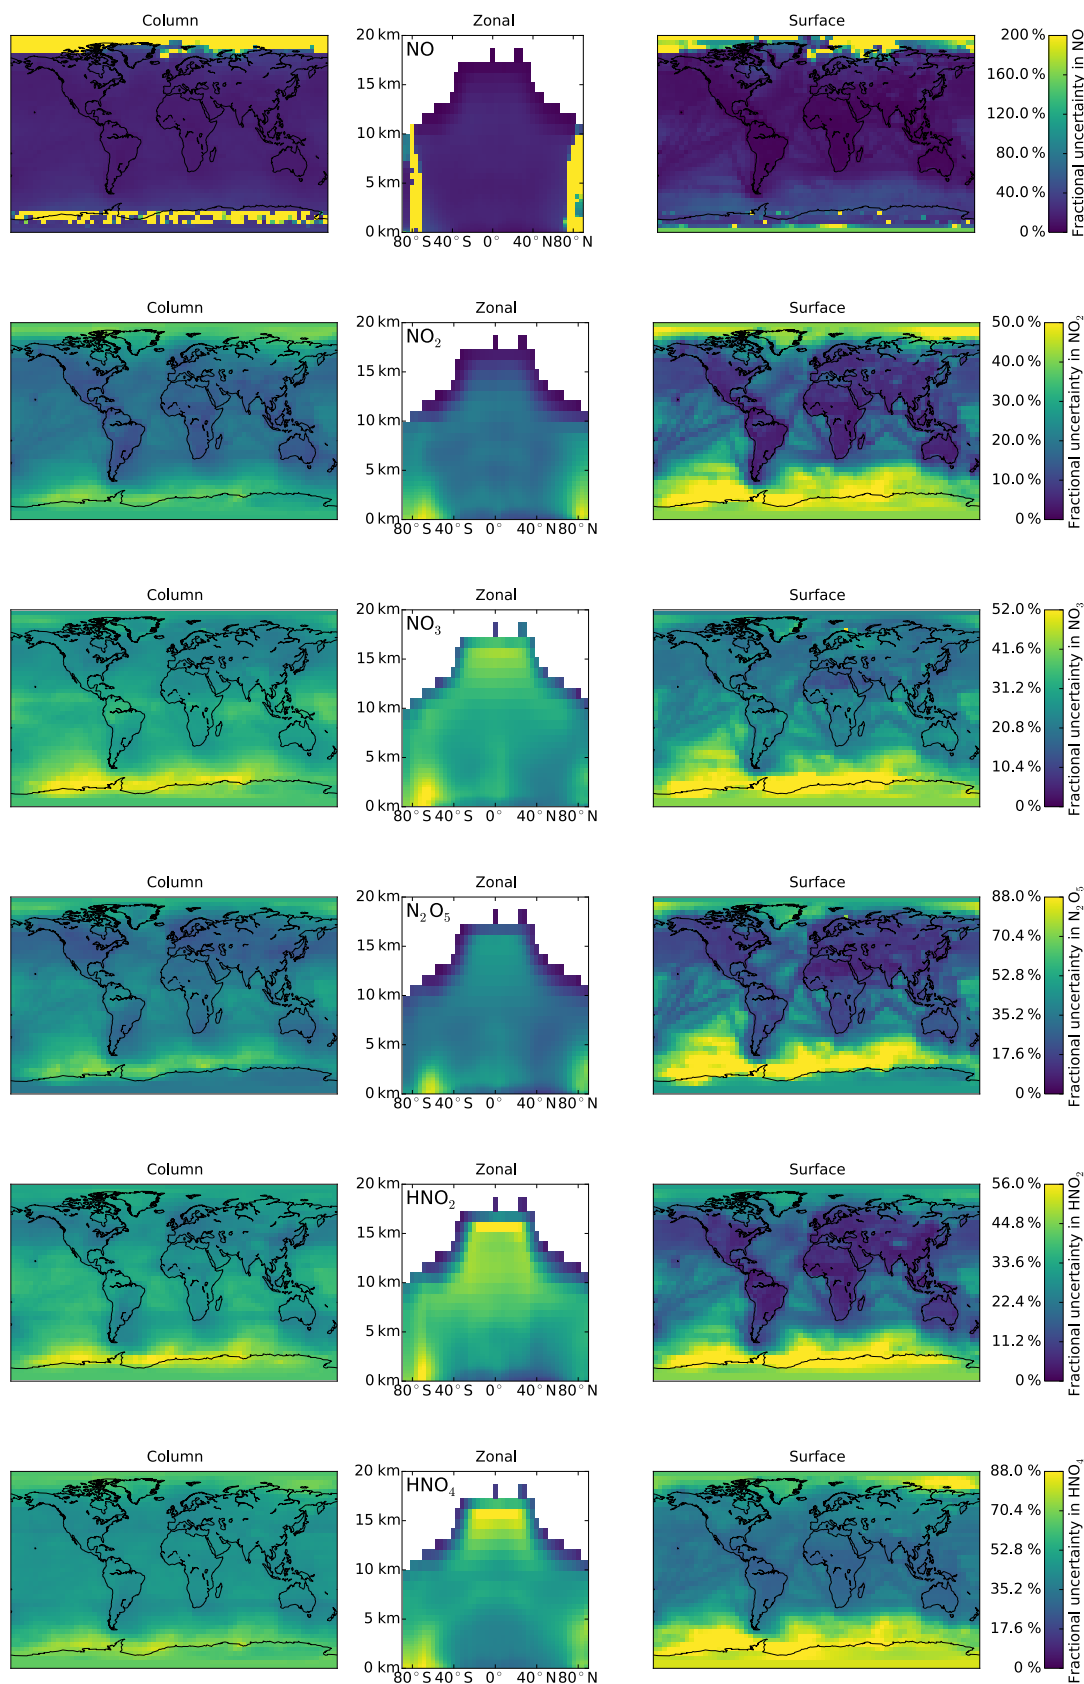 Column Zonal Surface
20 km NO 200 %
15 km 160.0 %
10 km 120.0 %
5 km 80.0 %
40.0 %
0 km 0 %
80°S 40°S 0° 40°N 80°N
Fractional uncertainty in NO
Column Zonal Surface
20 km NO₂ 50.0 %
15 km 40.0 %
10 km 30.0 %
5 km 20.0 %
10.0 %
0 km 0 %
80°S 40°S 0° 40°N 80°N
Fractional uncertainty in NO₂
Column Zonal Surface
20 km NO₃ 52.0 %
15 km 41.6 %
10 km 31.2 %
5 km 20.8 %
10.4 %
0 km 0 %
80°S 40°S 0° 40°N 80°N
Fractional uncertainty in NO₃
Column Zonal Surface
20 km N₂O₅ 88.0 %
15 km 70.4 %
10 km 52.8 %
5 km 35.2 %
17.6 %
0 km 0 %
80°S 40°S 0° 40°N 80°N
Fractional uncertainty in N₂O₅
Column Zonal Surface
20 km HNO₂ 56.0 %
15 km 44.8 %
10 km 33.6 %
5 km 22.4 %
11.2 %
0 km 0 %
80°S 40°S 0° 40°N 80°N
Fractional uncertainty in HNO₂
Column Zonal Surface
20 km HNO₄ 88.0 %
15 km 70.4 %
10 km 52.8 %
5 km 35.2 %
17.6 %
0 km 0 %
80°S 40°S 0° 40°N 80°N
Fractional uncertainty in HNO₄